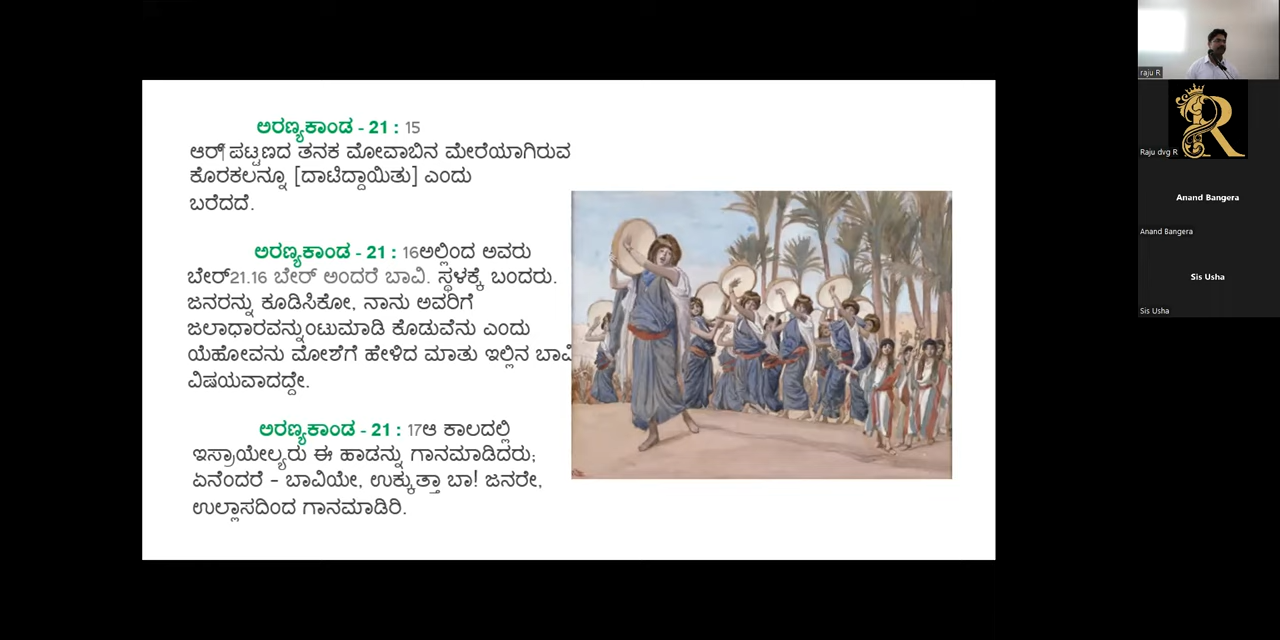 ಅರಣ್ಯಕಾಂಡ - 21 : 15
ಆರ್ ಪಟ್ಟಣದ ತನಕ ಮೋವಾಬಿನ ಮೇರೆಯಾಗಿರುವ
ಕೊರಕಲನ್ನೂ [ದಾಟಿದ್ದಾಯಿತು] ಎಂದು
ಬರೆದದೆ.
ಅರಣ್ಯಕಾಂಡ - 21 : 16ಅಲ್ಲಿಂದ ಅವರು
ಬೇರ್21.16 ಬೇರ್ ಅಂದರೆ ಬಾವಿ. ಸ್ಥಳಕ್ಕೆ ಬಂದರು.
ಜನರನ್ನು ಕೂಡಿಸಿಕೋ, ನಾನು ಅವರಿಗೆ
ಜಲಾಧಾರವನ್ನುಂಟುಮಾಡಿ ಕೊಡುವೆನು ಎಂದು
ಯೆಹೋವನು ಮೋಶೆಗೆ ಹೇಳಿದ ಮಾತು ಇಲ್ಲಿನ
ವಿಷಯವಾದದ್ದೇ.
ಅರಣ್ಯಕಾಂಡ - 21 : 17ಆ ಕಾಲದಲ್ಲಿ
ಇಸ್ರಾಯೇಲ್ಯರು ಈ ಹಾಡನ್ನು ಗಾನಮಾಡಿದರು;
ಏನೆಂದರೆ - ಬಾವಿಯೇ, ಉಕ್ಕುತ್ತಾ ಬಾ! ಜನರೇ,
ಉಲ್ಲಾಸದಿಂದ ಗಾನಮಾಡಿರಿ.
raju R
R
Raju dvg R
Anand Bangera
Anand Bangera
Sis Usha
Sis Usha